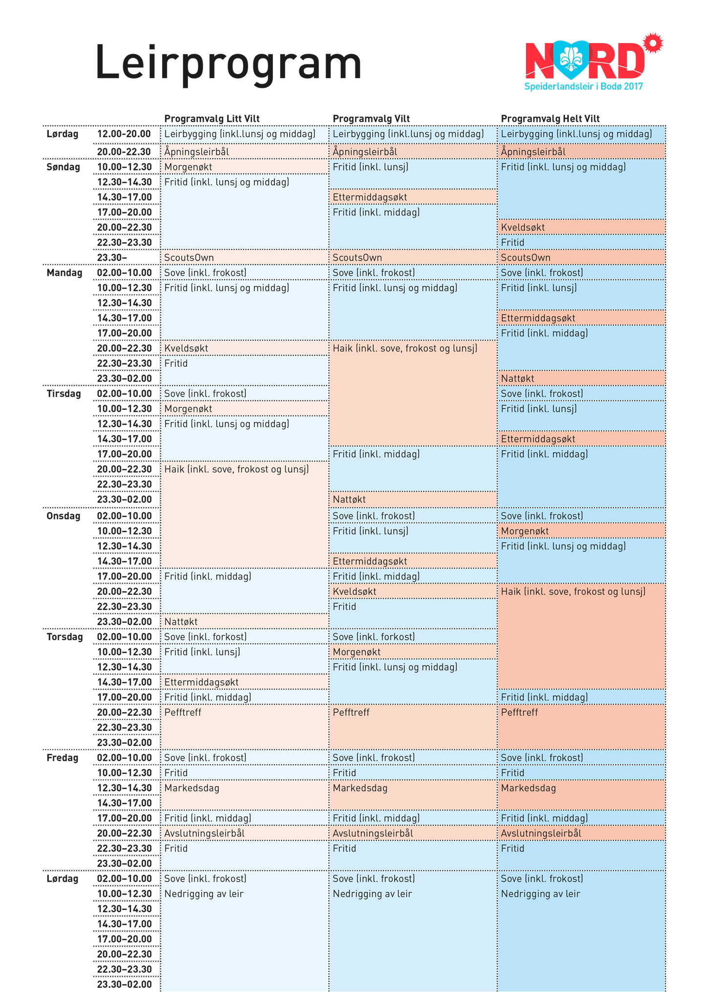 Leirprogram
NORD
Speiderlandsleir i Bodø 2017
Programvalg Litt Vilt Programvalg Vilt Programvalg Helt Vilt
Lørdag 12.00-20.00 Leirbygging (inkl.lunsj og middag) Leirbygging (inkl.lunsj og middag) Leirbygging (inkl.lunsj og middag)
20.00-22.30 Åpningsleirbål Åpningsleirbål Åpningsleirbål
Søndag 10.00–12.30 Morgenøkt Fritid (inkl. lunsj) Fritid (inkl. lunsj og middag)
12.30–14.30 Fritid (inkl. lunsj og middag)
14.30–17.00 Ettermiddagsøkt
17.00–20.00 Fritid (inkl. middag)
20.00–22.30 Kveldsøkt
22.30–23.30 Fritid
23.30– ScoutsOwn ScoutsOwn ScoutsOwn
Mandag 02.00–10.00 Sove (inkl. frokost) Sove (inkl. frokost) Sove (inkl. frokost)
10.00–12.30 Fritid (inkl. lunsj og middag) Fritid (inkl. lunsj og middag) Fritid (inkl. lunsj)
12.30–14.30
14.30–17.00 Ettermiddagsøkt
17.00–20.00 Fritid (inkl. middag)
20.00–22.30 Kveldsøkt Haik (inkl. sove, frokost og lunsj)
22.30–23.30 Fritid
23.30–02.00 Nattøkt
Tirsdag 02.00–10.00 Sove (inkl. frokost) Sove (inkl. frokost)
10.00–12.30 Morgenøkt Fritid (inkl. lunsj)
12.30–14.30 Fritid (inkl. lunsj og middag)
14.30–17.00 Ettermiddagsøkt
17.00–20.00 Fritid (inkl. middag) Fritid (inkl. middag)
20.00–22.30 Haik (inkl. sove, frokost og lunsj)
22.30–23.30
23.30–02.00 Nattøkt
Onsdag 02.00–10.00 Sove (inkl. frokost) Sove (inkl. frokost)
10.00–12.30 Fritid (inkl. lunsj) Morgenøkt
12.30–14.30 Fritid (inkl. lunsj og middag)
14.30–17.00 Ettermiddagsøkt
17.00–20.00 Fritid (inkl. middag) Fritid (inkl. middag)
20.00–22.30 Kveldsøkt Haik (inkl. sove, frokost og lunsj)
22.30–23.30 Fritid
23.30–02.00 Nattøkt
Torsdag 02.00–10.00 Sove (inkl. forkost) Sove (inkl. forkost)
10.00–12.30 Fritid (inkl. lunsj) Morgenøkt
12.30–14.30 Fritid (inkl. lunsj og middag)
14.30–17.00 Ettermiddagsøkt
17.00–20.00 Fritid (inkl. middag) Fritid (inkl. middag)
20.00–22.30 Pefftreff Pefftreff Pefftreff
22.30–23.30
23.30–02.00
Fredag 02.00–10.00 Sove (inkl. frokost) Sove (inkl. frokost) Sove (inkl. frokost)
10.00–12.30 Fritid Fritid Fritid
12.30–14.30 Markedsdag Markedsdag Markedsdag
14.30–17.00
17.00–20.00 Fritid (inkl. middag) Fritid (inkl. middag) Fritid (inkl. middag)
20.00–22.30 Avslutningsleirbål Avslutningsleirbål Avslutningsleirbål
22.30–23.30 Fritid Fritid Fritid
23.30–02.00
Lørdag 02.00–10.00 Sove (inkl. frokost) Sove (inkl. frokost) Sove (inkl. frokost)
10.00–12.30 Nedrigging av leir Nedrigging av leir Nedrigging av leir
12.30–14.30
14.30–17.00
17.00–20.00
20.00–22.30
22.30–23.30
23.30–02.00